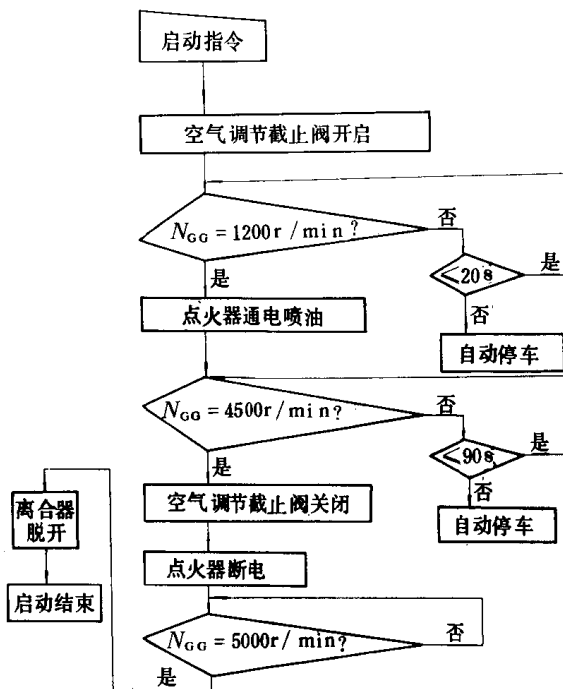 启动指令
空气调节截止阀开启
N_GG = 1200r/min?
否
≤20s
是
是
否
点火器通电喷油
自动停车
N_GG = 4500r/min?
否
≤90s
是
是
否
离合器
脱开
空气调节截止阀关闭
自动停车
点火器断电
启动结束
N_GG = 5000r/min?
否
是